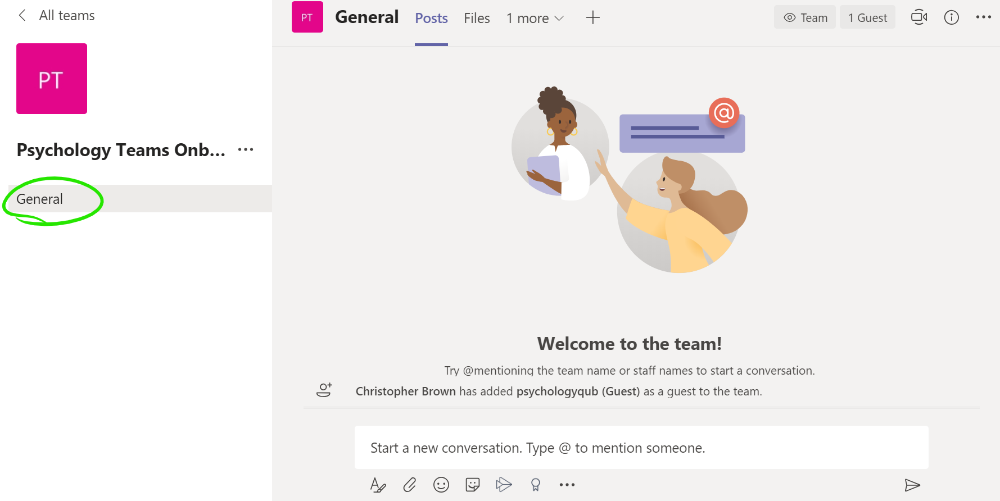 All teams
PT
Psychology Teams Onb...
General
PT
General
Posts
Files
1 more
Team
1 Guest
@
Welcome to the team!
Try @mentioning the team name or staff names to start a conversation.
Christopher Brown has added psychologyqub (Guest) as a guest to the team.
Start a new conversation. Type @ to mention someone.